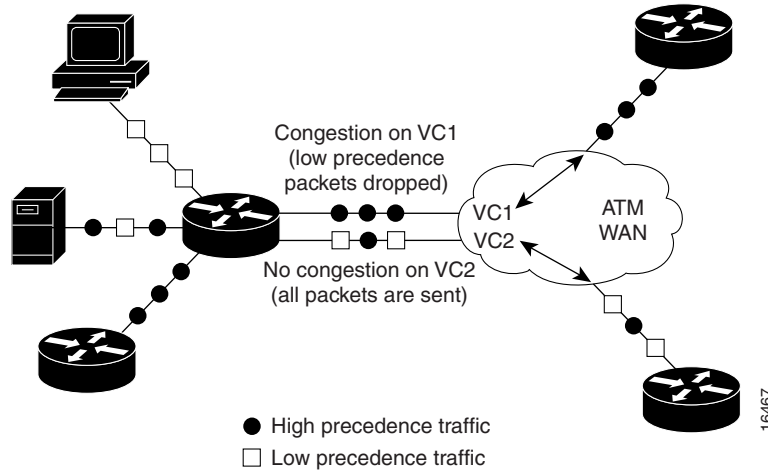 Congestion on VC1
(low precedence
packets dropped)
VC1
VC2
ATM
WAN
No congestion on VC2
(all packets are sent)
High precedence traffic
Low precedence traffic
16467